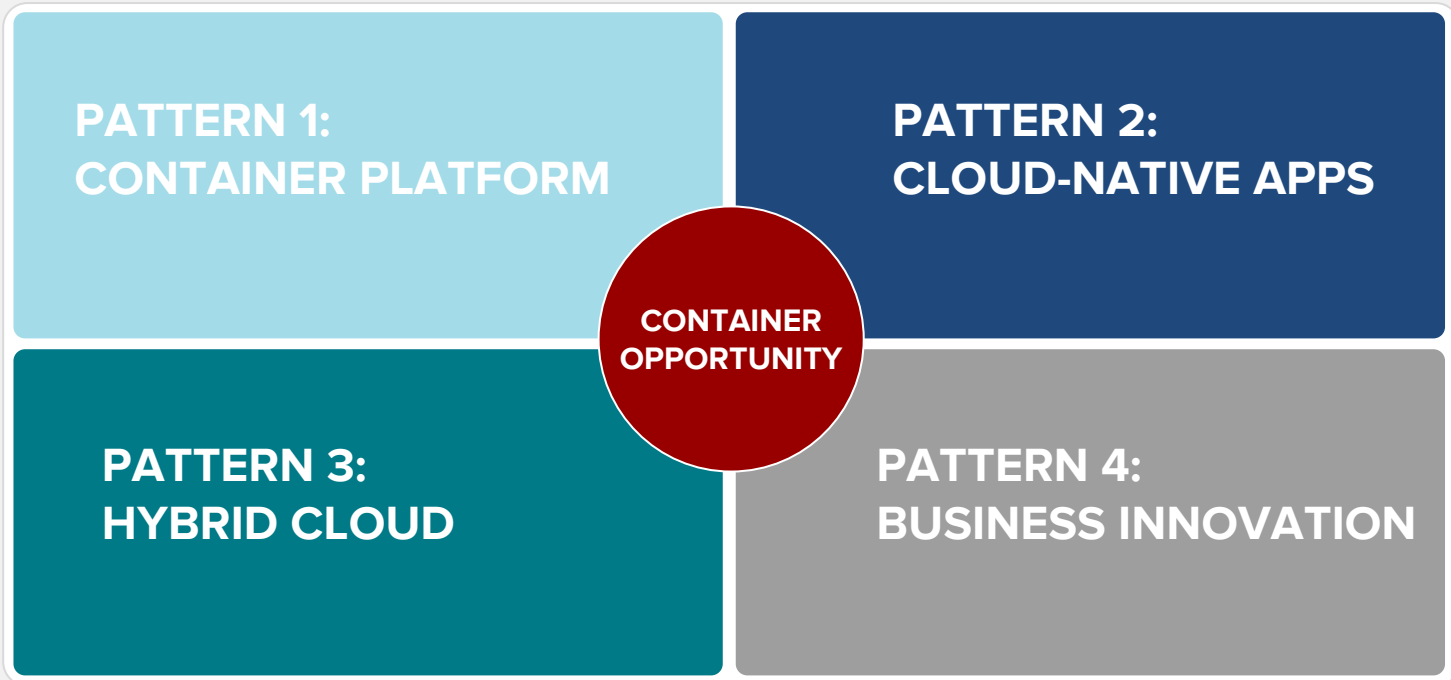 PATTERN 1:
CONTAINER PLATFORM
PATTERN 2:
CLOUD-NATIVE APPS
CONTAINER
OPPORTUNITY
PATTERN 3:
HYBRID CLOUD
PATTERN 4:
BUSINESS INNOVATION